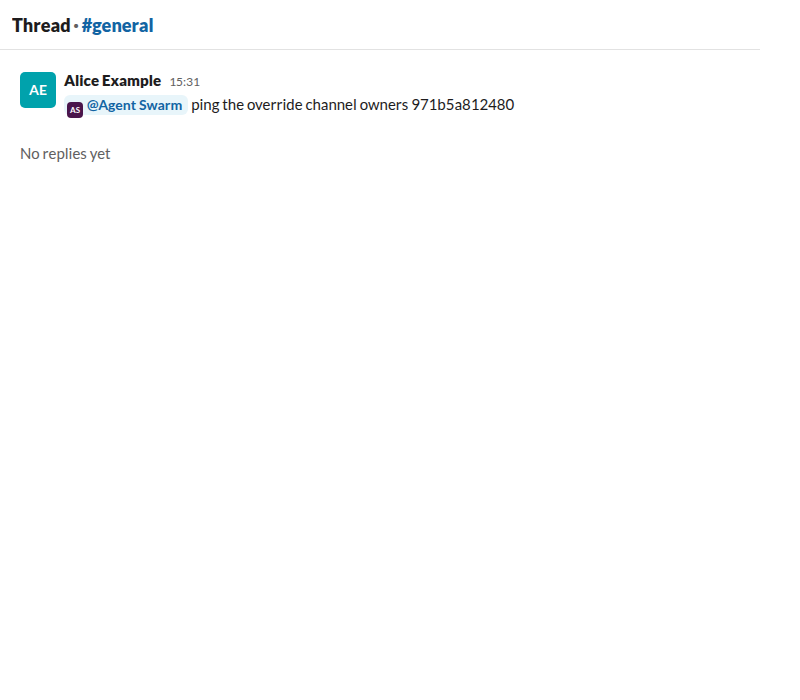 Thread • #general
AE
Alice Example 15:31
AS @Agent Swarm ping the override channel owners 971b5a812480
No replies yet